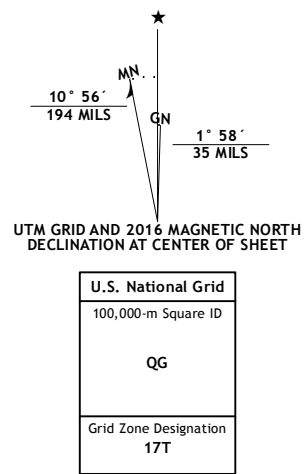 ★
MN
GN
10° 56´
194 MILS
1° 58´
35 MILS
UTM GRID AND 2016 MAGNETIC NORTH
DECLINATION AT CENTER OF SHEET
U.S. National Grid
100,000-m Square ID
QG
Grid Zone Designation
17T